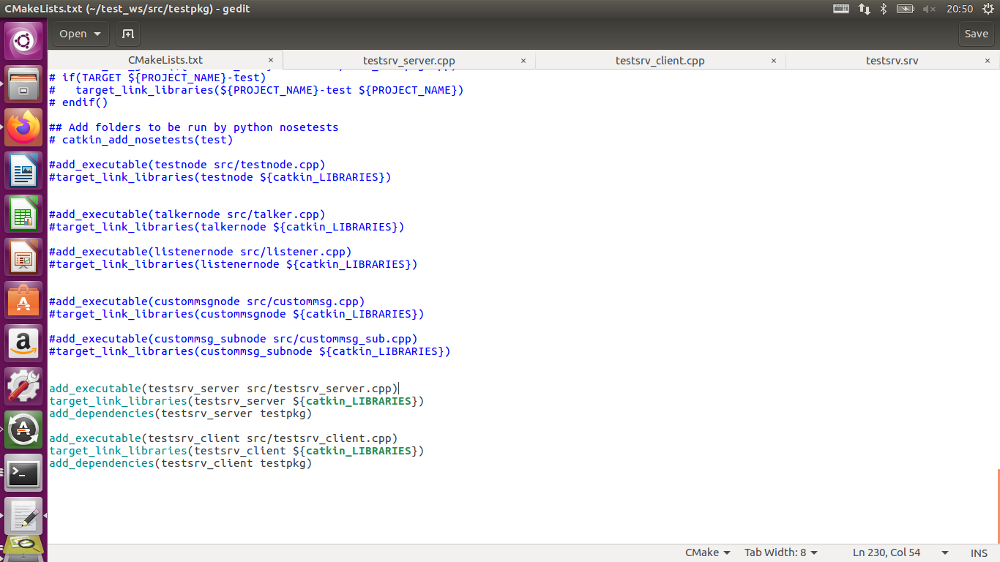 CMakeLists.txt (~/test_ws/src/testpkg) - gedit
20:50
Open
Save
CMakeLists.txt ×
testsrv_server.cpp ×
testsrv_client.cpp ×
testsrv.srv ×
# if(TARGET ${PROJECT_NAME}-test)
#   target_link_libraries(${PROJECT_NAME}-test ${PROJECT_NAME})
# endif()
## Add folders to be run by python nosetests
# catkin_add_nosetests(test)
#add_executable(testnode src/testnode.cpp)
#target_link_libraries(testnode ${catkin_LIBRARIES})
#add_executable(talkernode src/talker.cpp)
#target_link_libraries(talkernode ${catkin_LIBRARIES})
#add_executable(listenernode src/listener.cpp)
#target_link_libraries(listenernode ${catkin_LIBRARIES})
#add_executable(custommsgnode src/custommsg.cpp)
#target_link_libraries(custommsgnode ${catkin_LIBRARIES})
#add_executable(custommsg_subnode src/custommsg_sub.cpp)
#target_link_libraries(custommsg_subnode ${catkin_LIBRARIES})
add_executable(testsrv_server src/testsrv_server.cpp)
target_link_libraries(testsrv_server ${catkin_LIBRARIES})
add_dependencies(testsrv_server testpkg)
add_executable(testsrv_client src/testsrv_client.cpp)
target_link_libraries(testsrv_client ${catkin_LIBRARIES})
add_dependencies(testsrv_client testpkg)
CMake
Tab Width: 8
Ln 230, Col 54
INS